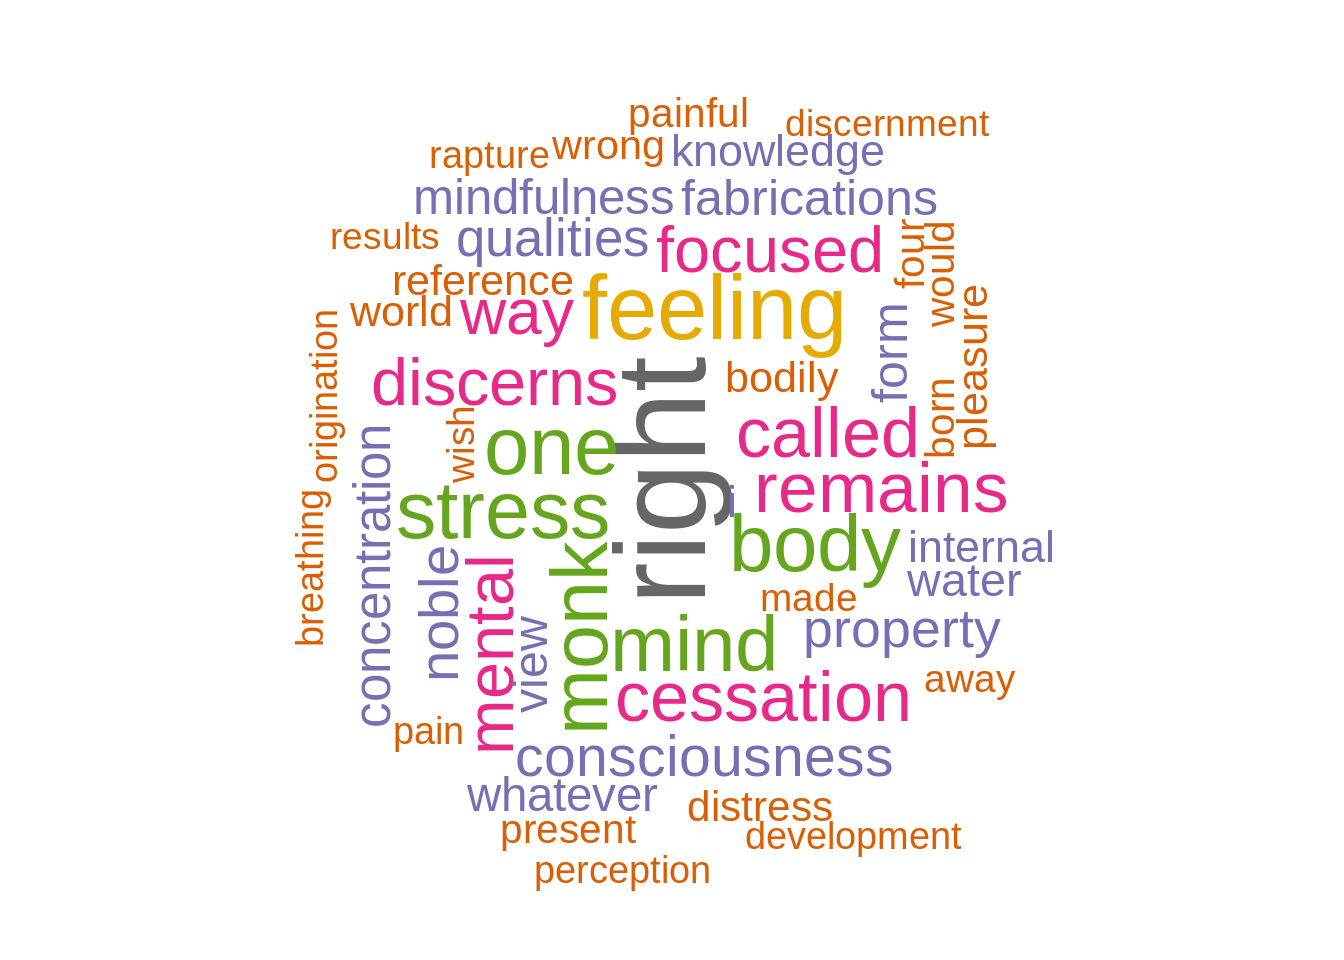 painful
discernment
rapture
wrong
knowledge
mindfulness
fabrications
results
qualities
focused
four
would
reference
feeling
world
way
form
pleasure
origination
discerns
right
bodily
born
wish
one
called
concentration
stress
i
remains
breathing
body
internal
noble
mental
monk
water
made
view
mind
property
cessation
away
pain
consciousness
whatever
distress
present
development
perception